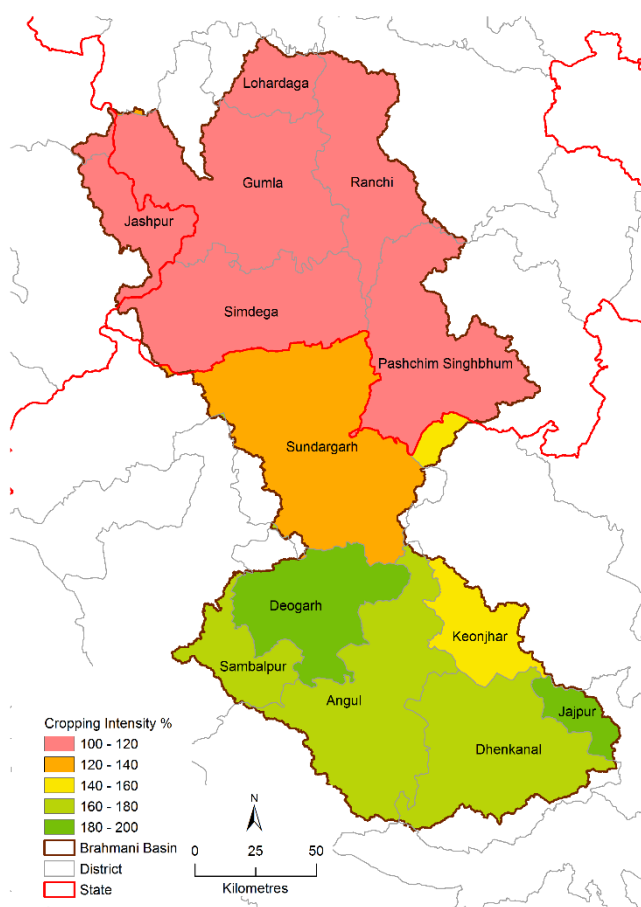 Lohardaga
Gumla
Ranchi
Jashpur
Simdega
Pashchim Singhbhum
Sundargarh
Deogarh
Keonjhar
Sambalpur
Angul
Jajpur
Dhenkanal
Cropping Intensity %
100 - 120
120 - 140
140 - 160
160 - 180
180 - 200
Brahmani Basin
District
State
N
0 25 50
Kilometres